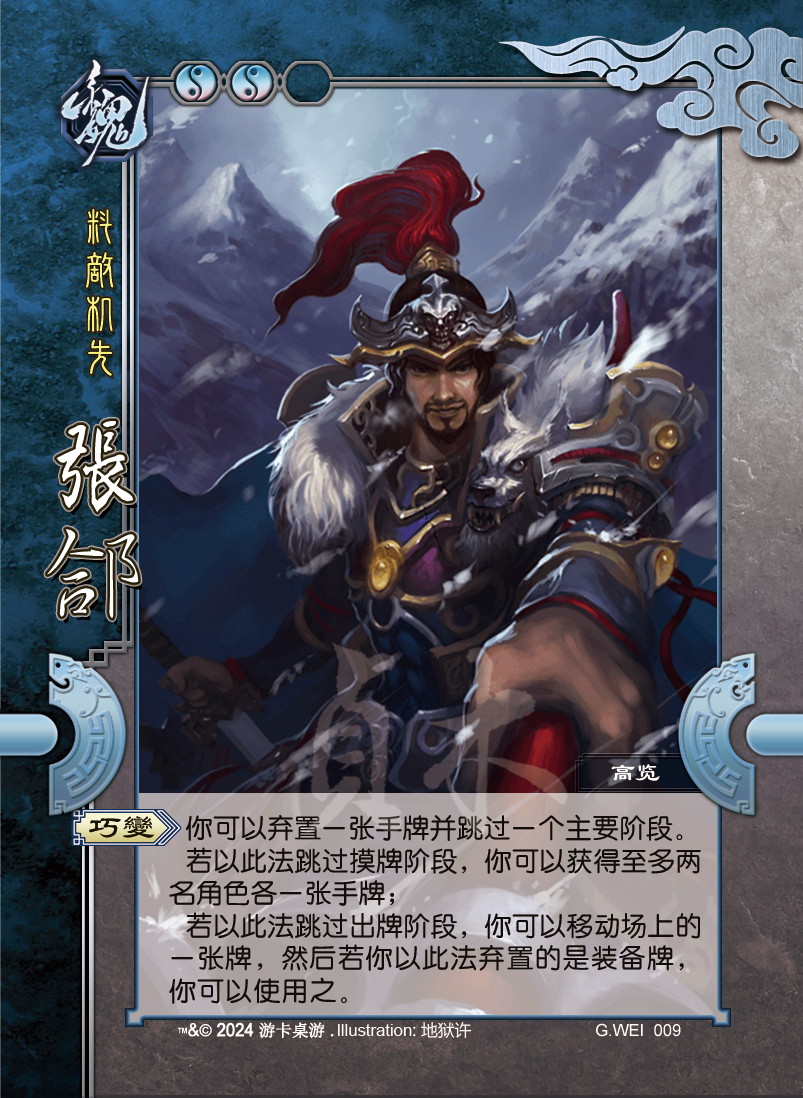 魏
料敵机先
張郃
高览
巧變
你可以弃置一张手牌并跳过一个主要阶段。
若以此法跳过摸牌阶段，你可以获得至多两
名角色各一张手牌；
若以此法跳过出牌阶段，你可以移动场上的
一张牌，然后若你以此法弃置的是装备牌，
你可以使用之。
™&© 2024 游卡桌游 . Illustration: 地狱许
G.WEI 009